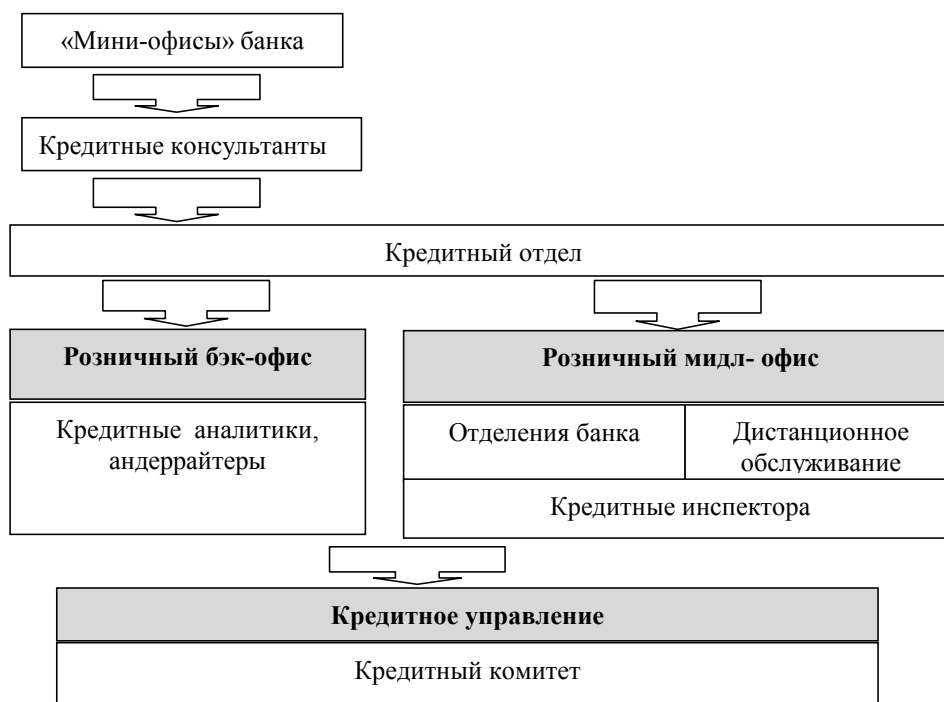 «Мини-офисы» банка
Кредитные консультанты
Кредитный отдел
Розничный бэк-офис
Кредитные аналитики,
андеррайтеры
Розничный мидл- офис
Отделения банка
Дистанционное
обслуживание
Кредитные инспектора
Кредитное управление
Кредитный комитет